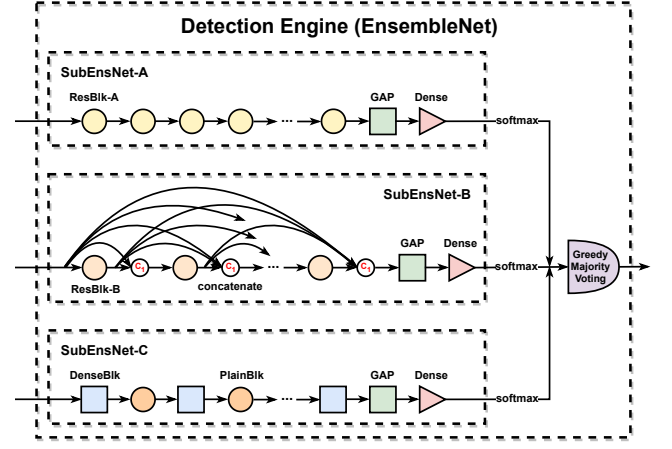 Detection Engine (EnsembleNet)
SubEnsNet-A
ResBlk-A
GAP
Dense
...
softmax
SubEnsNet-B
GAP
Dense
C1
C1
...
C1
softmax
Greedy
Majority
Voting
ResBlk-B
concatenate
SubEnsNet-C
DenseBlk
PlainBlk
GAP
Dense
...
softmax